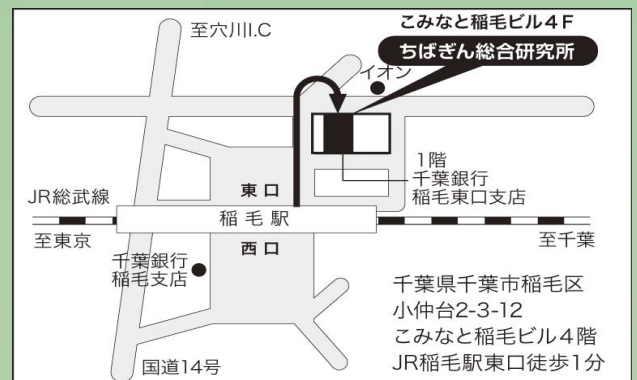 至穴川I.C
こみなと稲毛ビル4F
ちばぎん総合研究所
イオン
1階
千葉銀行
稲毛東口支店
JR総武線
東口
稲毛駅
西口
至東京
至千葉
千葉銀行
稲毛支店
国道14号
千葉県千葉市稲毛区
小仲台2-3-12
こみなと稲毛ビル4階
JR稲毛駅東口徒歩1分